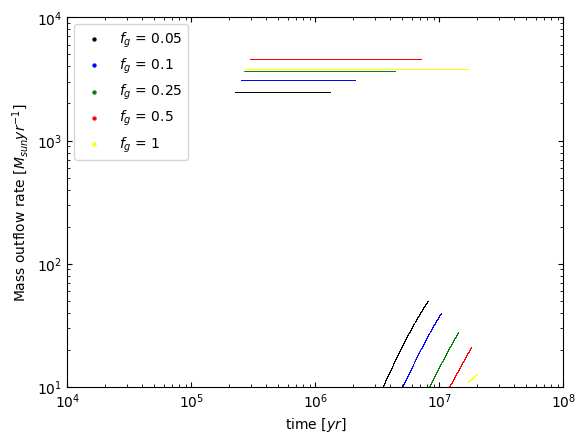 10^4
10^3
10^2
10^1
Mass outflow rate [M_{sun}yr^{-1}]
f_g = 0.05
f_g = 0.1
f_g = 0.25
f_g = 0.5
f_g = 1
10^4 10^5 10^6 10^7 10^8
time [yr]